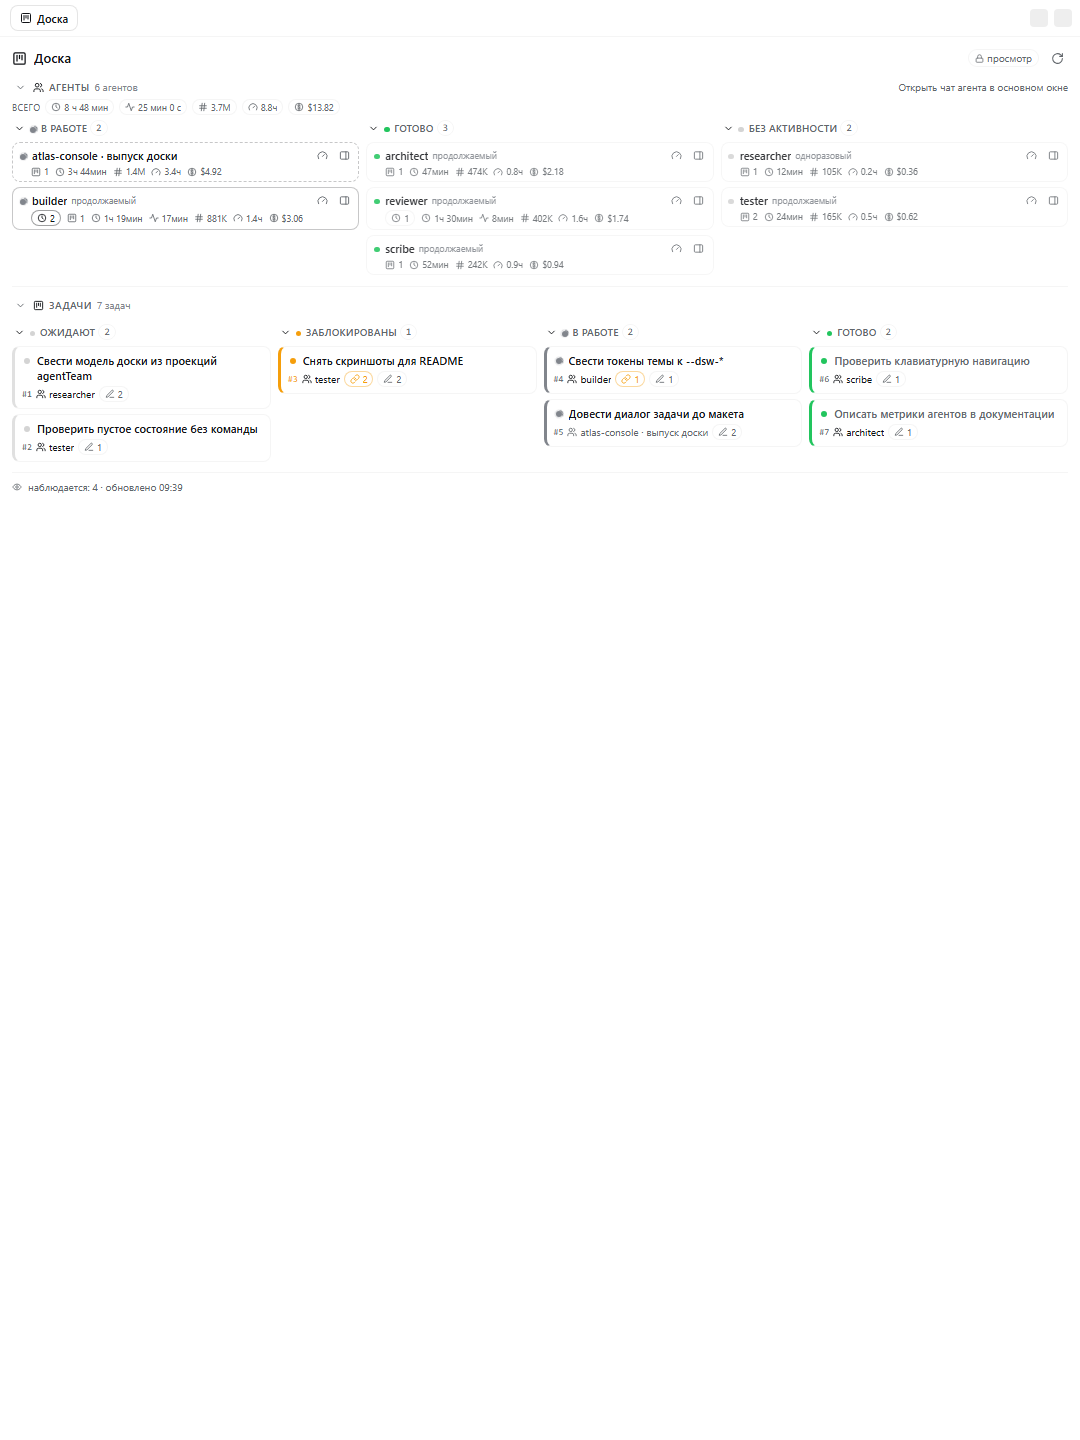 Доска
Доска
просмотр
АГЕНТЫ 6 агентов
Открыть чат агента в основном окне
ВСЕГО 8 ч 48 мин 25 мин 0 с 3.7M 8.8ч $13.82
В РАБОТЕ 2
atlas-console · выпуск доски
1 3ч 44мин 1.4M 3.4ч $4.92
builder продолжаемый
2 1 1ч 19мин 17мин 881K 1.4ч $3.06
ГОТОВО 3
architect продолжаемый
1 47мин 474K 0.8ч $2.18
reviewer продолжаемый
1 1ч 30мин 8мин 402K 1.6ч $1.74
scribe продолжаемый
1 52мин 242K 0.9ч $0.94
БЕЗ АКТИВНОСТИ 2
researcher одноразовый
1 12мин 105K 0.2ч $0.36
tester продолжаемый
2 24мин 165K 0.5ч $0.62
ЗАДАЧИ 7 задач
ОЖИДАЮТ 2
Свести модель доски из проекций
agentTeam
#1 researcher 2
Проверить пустое состояние без команды
#2 tester 1
ЗАБЛОКИРОВАНЫ 1
Снять скриншоты для README
#3 tester 2 2
В РАБОТЕ 2
Свести токены темы к --dsw-*
#4 builder 1 1
Довести диалог задачи до макета
#5 atlas-console · выпуск доски 2
ГОТОВО 2
Проверить клавиатурную навигацию
#6 scribe 1
Описать метрики агентов в документации
#7 architect 1
наблюдается: 4 · обновлено 09:39